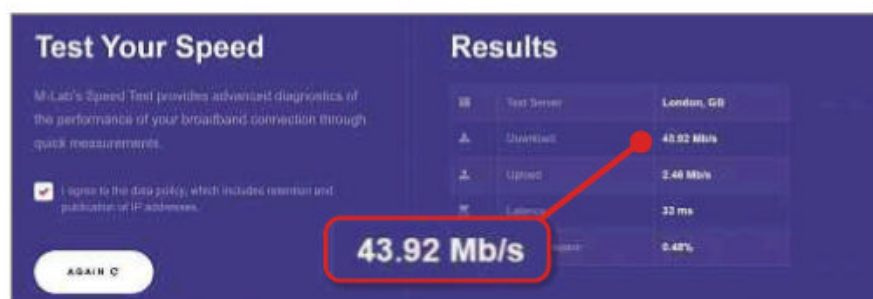 Test Your Speed
M-Lab's Speed Test provides advanced diagnostics of
the performance of your broadband connection through
quick measurements.
I agree to the data policy, which includes retention and
publication of IP addresses.
AGAIN
Results
Test Server London, GB
Download 43.92 Mb/s
Upload 2.46 Mb/s
Latency 33 ms
0.48%
43.92 Mb/s